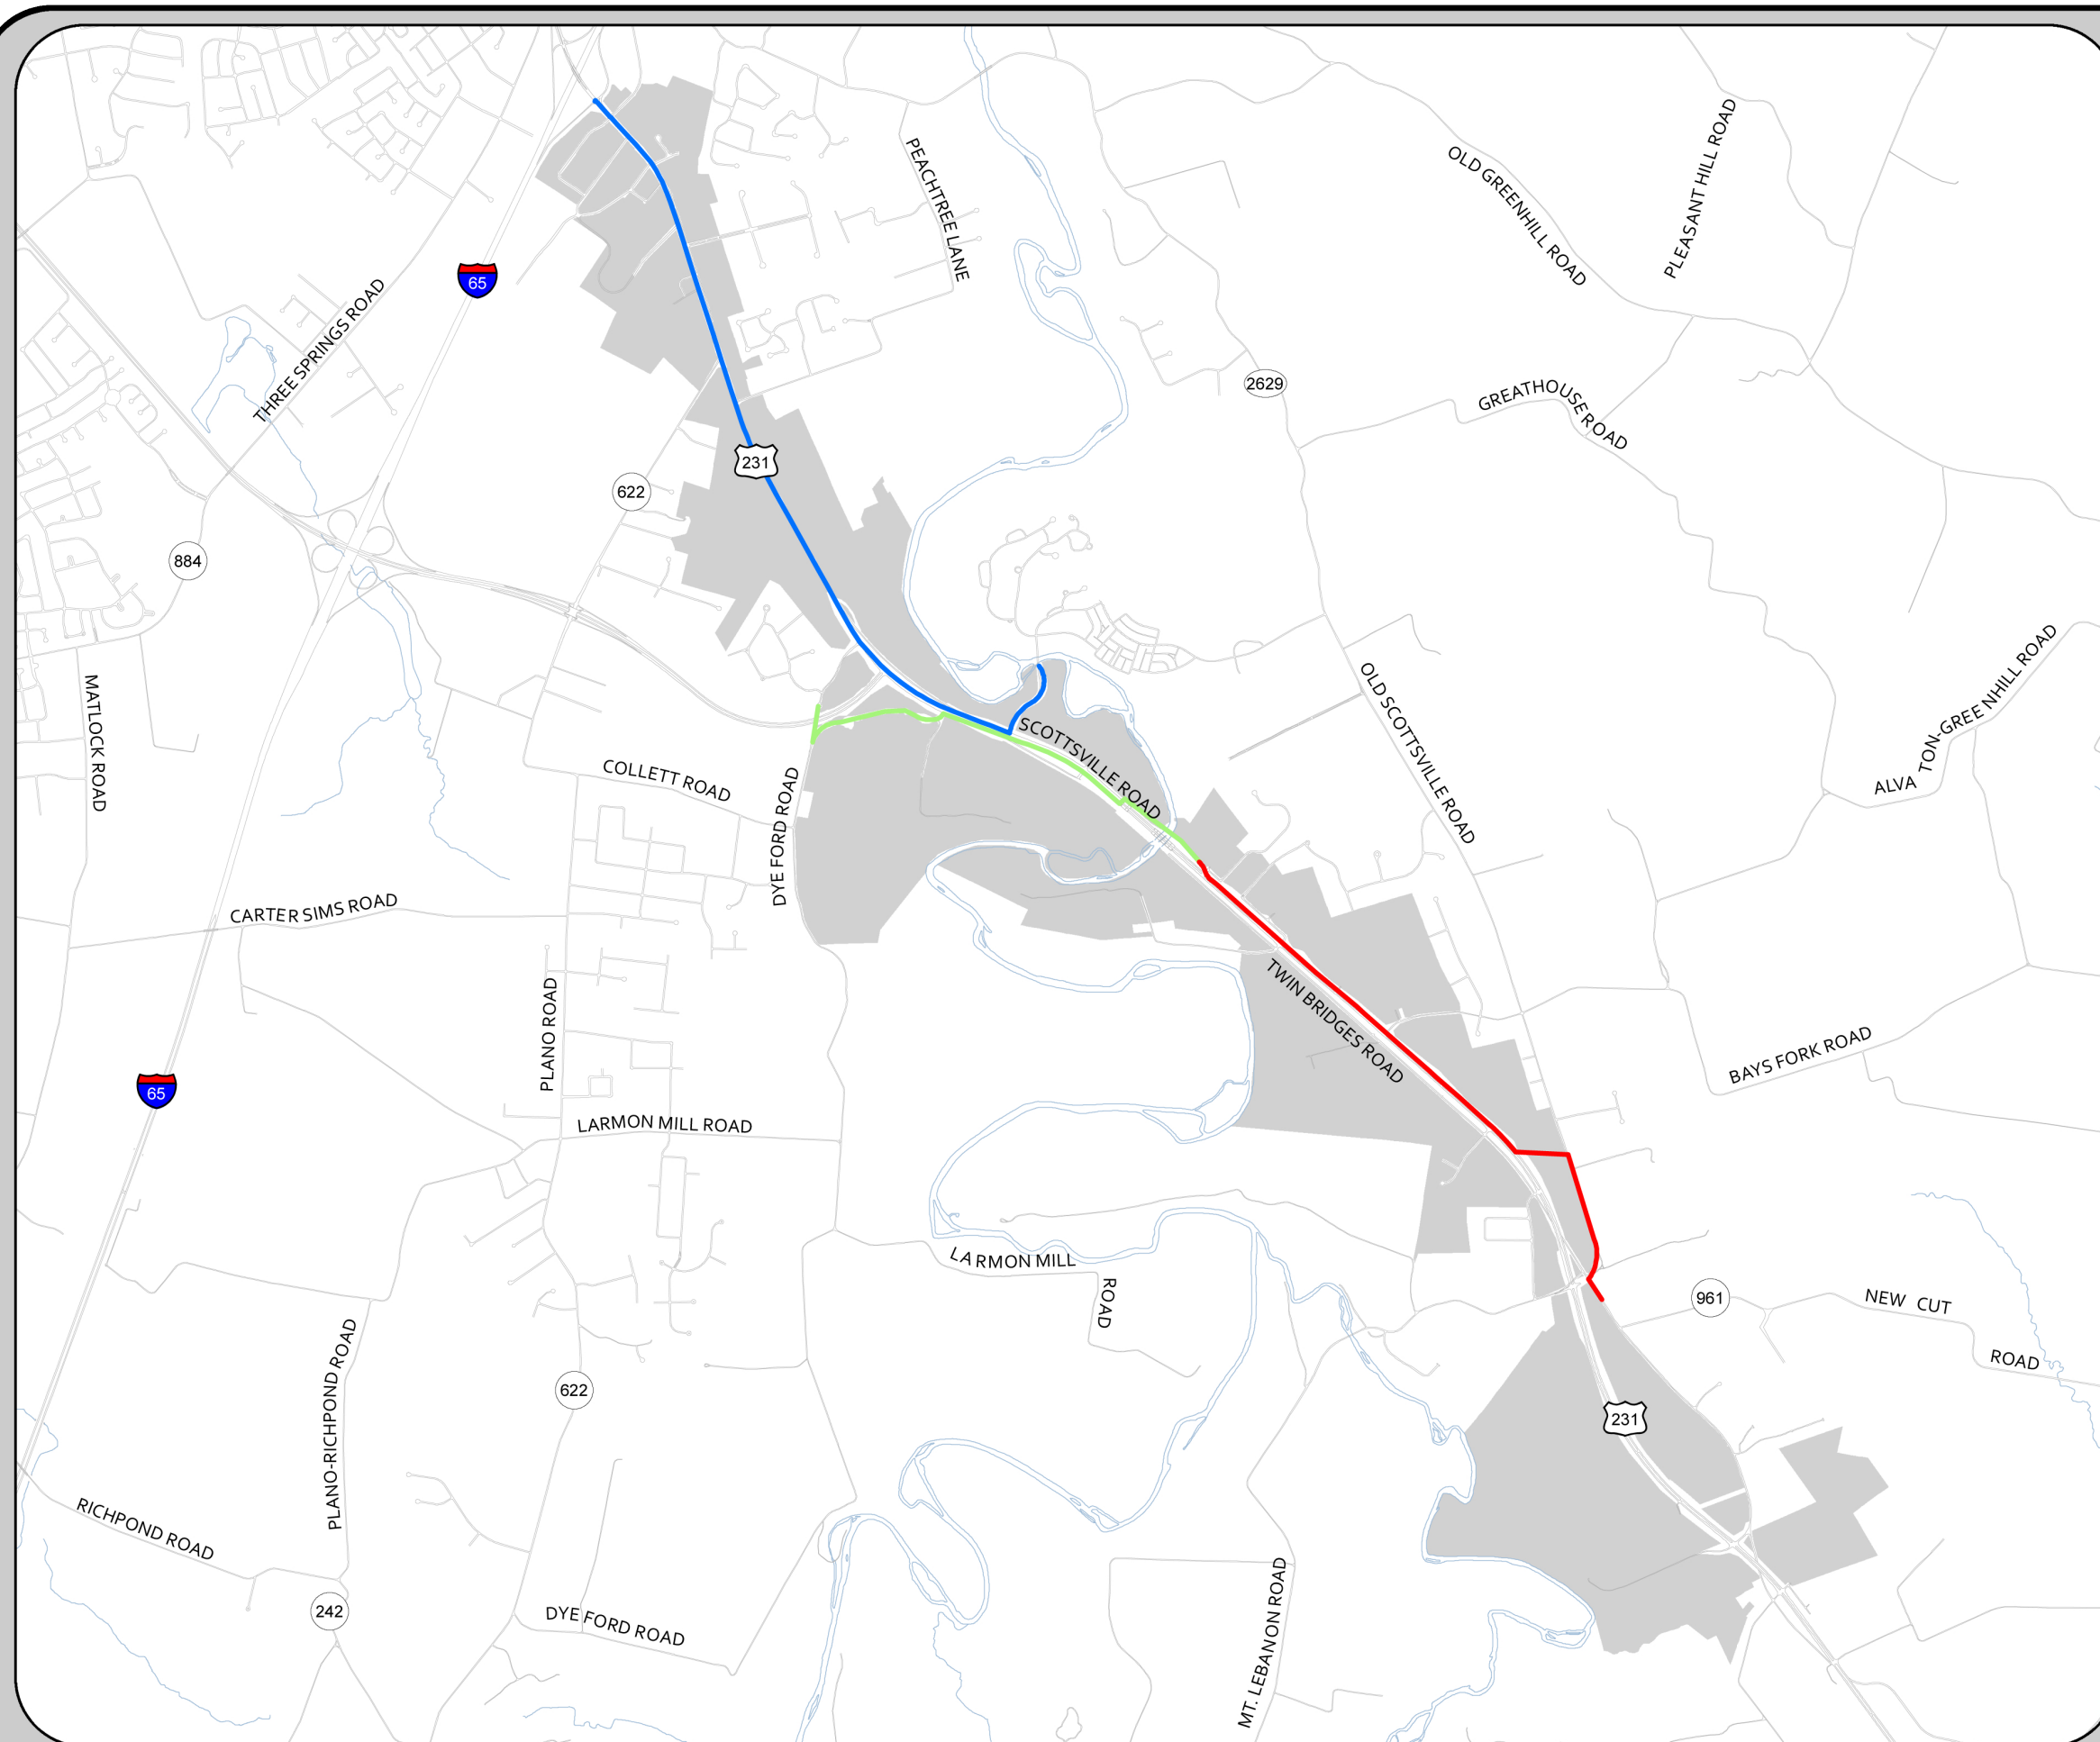 PEACHTREE LANE
OLD GREENHILL ROAD
PLEASANT HILL ROAD
65
THREE SPRINGS ROAD
2629
GREATHOUSE ROAD
231
622
884
MATLOCK ROAD
OLD SCOTTSVILLE ROAD
ALVA TON-GREE NHILL ROAD
SCOTTSVILLE ROAD
COLLETT ROAD
DYE FORD ROAD
CARTER SIMS ROAD
TWIN BRIDGES ROAD
PLANO ROAD
BAYS FORK ROAD
65
LARMON MILL ROAD
LA RMON MILL
ROAD
961
NEW CUT
ROAD
PLANO-RICHPOND ROAD
622
231
RICHPOND ROAD
242
DYE FORD ROAD
MT. LEBANON ROAD